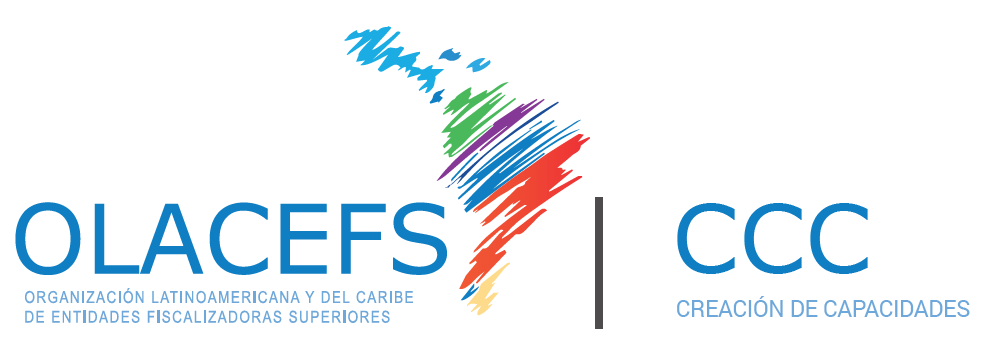 OLACEFS
ORGANIZACIÓN LATINOAMERICANA Y DEL CARIBE
DE ENTIDADES FISCALIZADORAS SUPERIORES
CCC
CREACIÓN DE CAPACIDADES